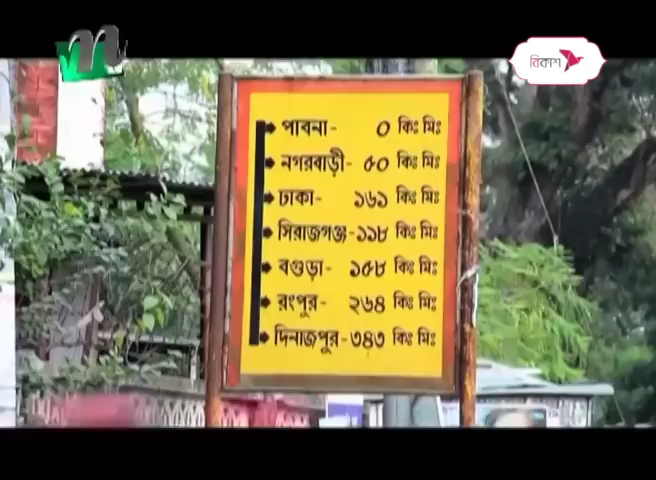 বিকাশ
পাবনা- ০ কিঃ মিঃ
নগরবাড়ী- ৫০ কিঃ মিঃ
ঢাকা- ১৬১ কিঃ মিঃ
সিরাজগঞ্জ-১১৮ কিঃ মিঃ
বগুড়া- ১৫৮ কিঃ মিঃ
রংপুর- ২৬৪ কিঃ মিঃ
দিনাজপুর-৩৪৩ কিঃ মিঃ